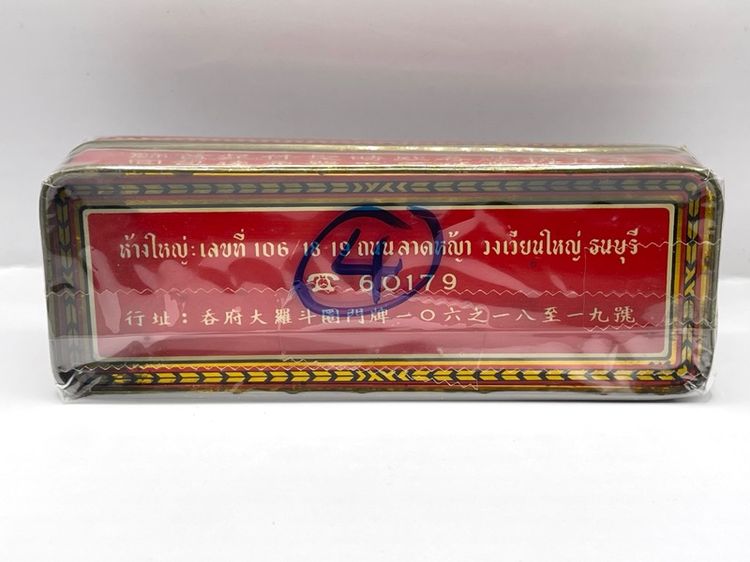 ห้างใหญ่: เลขที่ 106/18-19 ถนนลาดหญ้า วงเวียนใหญ่ ธนบุรี
④
☎ 60179
行址：吞府大羅斗圈門牌一〇六之一八至一九號